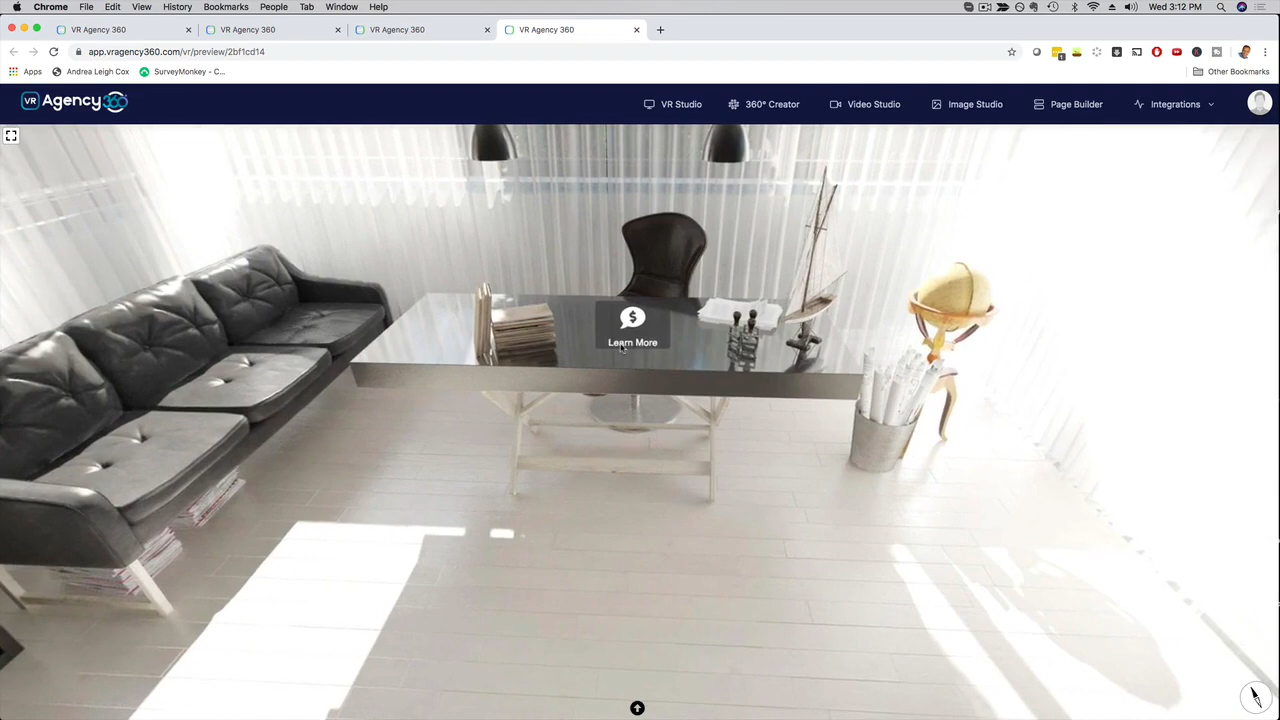 Chrome File Edit View History Bookmarks People Tab Window Help
Wed 3:12 PM
VR Agency 360
VR Agency 360
VR Agency 360
VR Agency 360
app.vragency360.com/vr/preview/2bf1cd14
1
Apps
Andrea Leigh Cox
SurveyMonkey - C...
Other Bookmarks
VR Agency360
VR Studio
360° Creator
Video Studio
Image Studio
Page Builder
Integrations
$
Learn More